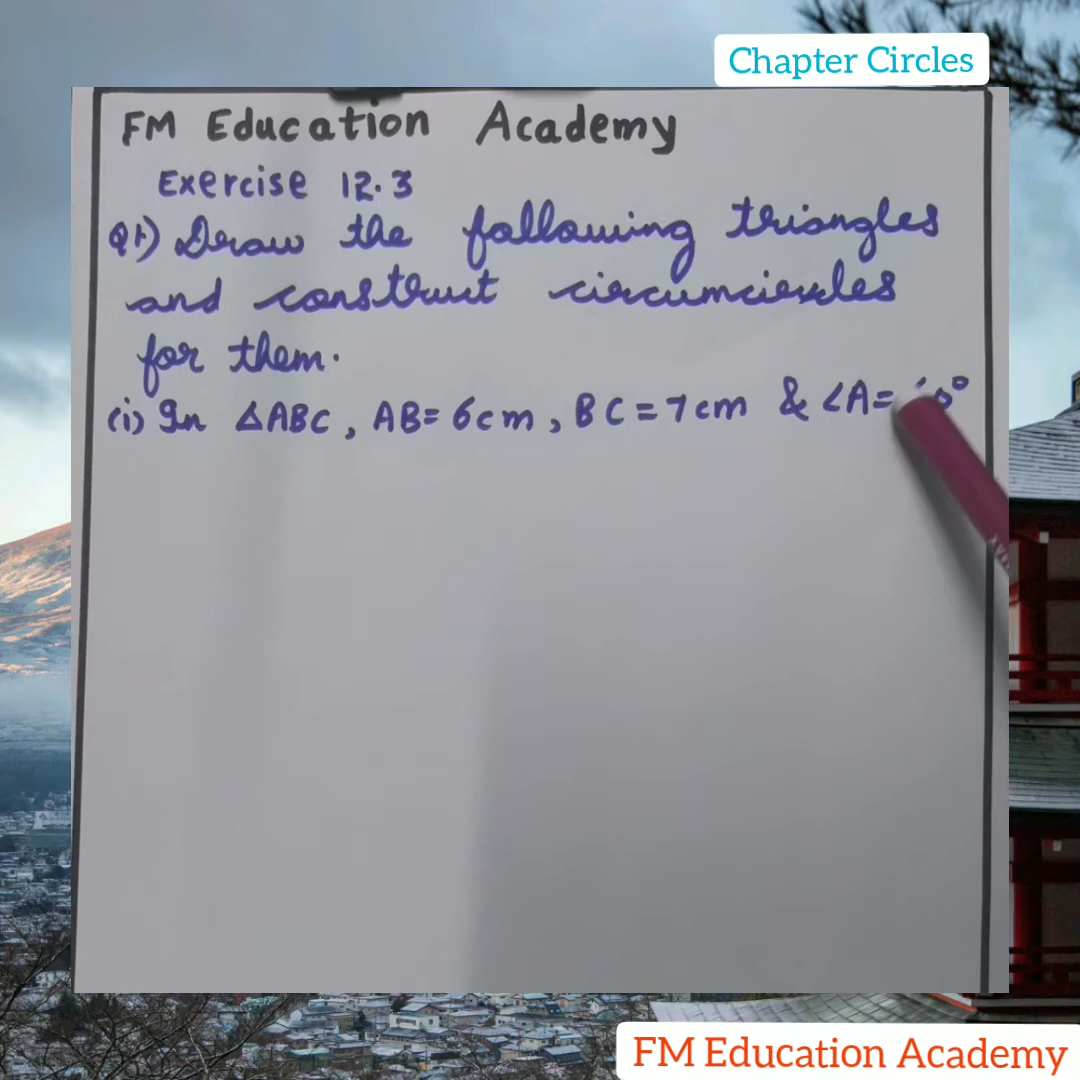 Chapter Circles
FM Education Academy
Exercise 12.3
Q1) Draw the following triangles
and construct circumcircles
for them.
(i) In ΔABC, AB = 6cm, BC = 7cm & ∠A=
FM Education Academy